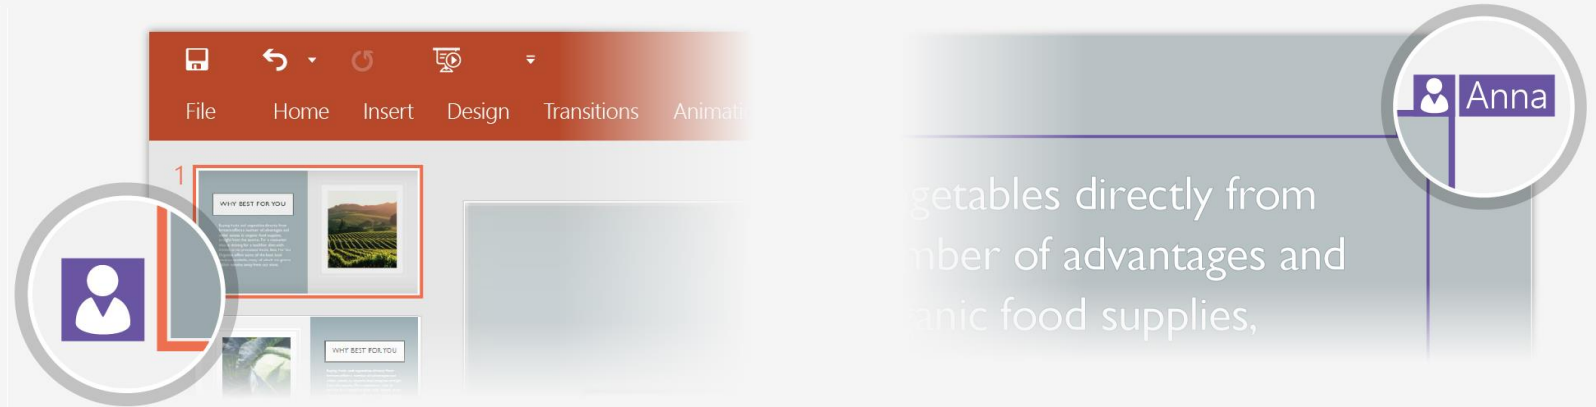 File Home Insert Design Transitions Animati
1
WHY BEST FOR YOU
WHY BEST FOR YOU
Anna
getables directly from
mber of advantages and
anic food supplies,